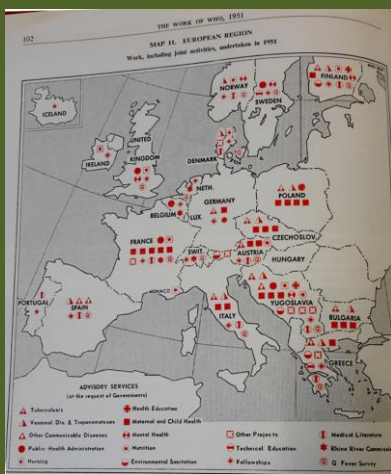 THE WORK OF WHO, 1951
102
MAP 11. EUROPEAN REGION
Work, including joint activities, undertaken in 1951
ICELAND
NORWAY
SWEDEN
FINLAND
UNITED
KINGDOM
IRELAND
DENMARK
NETH.
BELGIUM
LUX.
GERMANY
POLAND
CZECHOSLOV.
FRANCE
SWIT.
AUSTRIA
HUNGARY
PORTUGAL
SPAIN
MONACO
ITALY
YUGOSLAVIA
BULGARIA
GREECE
ADVISORY SERVICES
(at the request of Governments)
Tuberculosis
Venereal Dis. & Treponematoses
Other Communicable Diseases
Public Health Administration
Nursing
Health Education
Maternal and Child Health
Mental Health
Nutrition
Environmental Sanitation
Other Projects
Technical Education
Fellowships
Medical Literature
Rhine River
Q Fever Survey